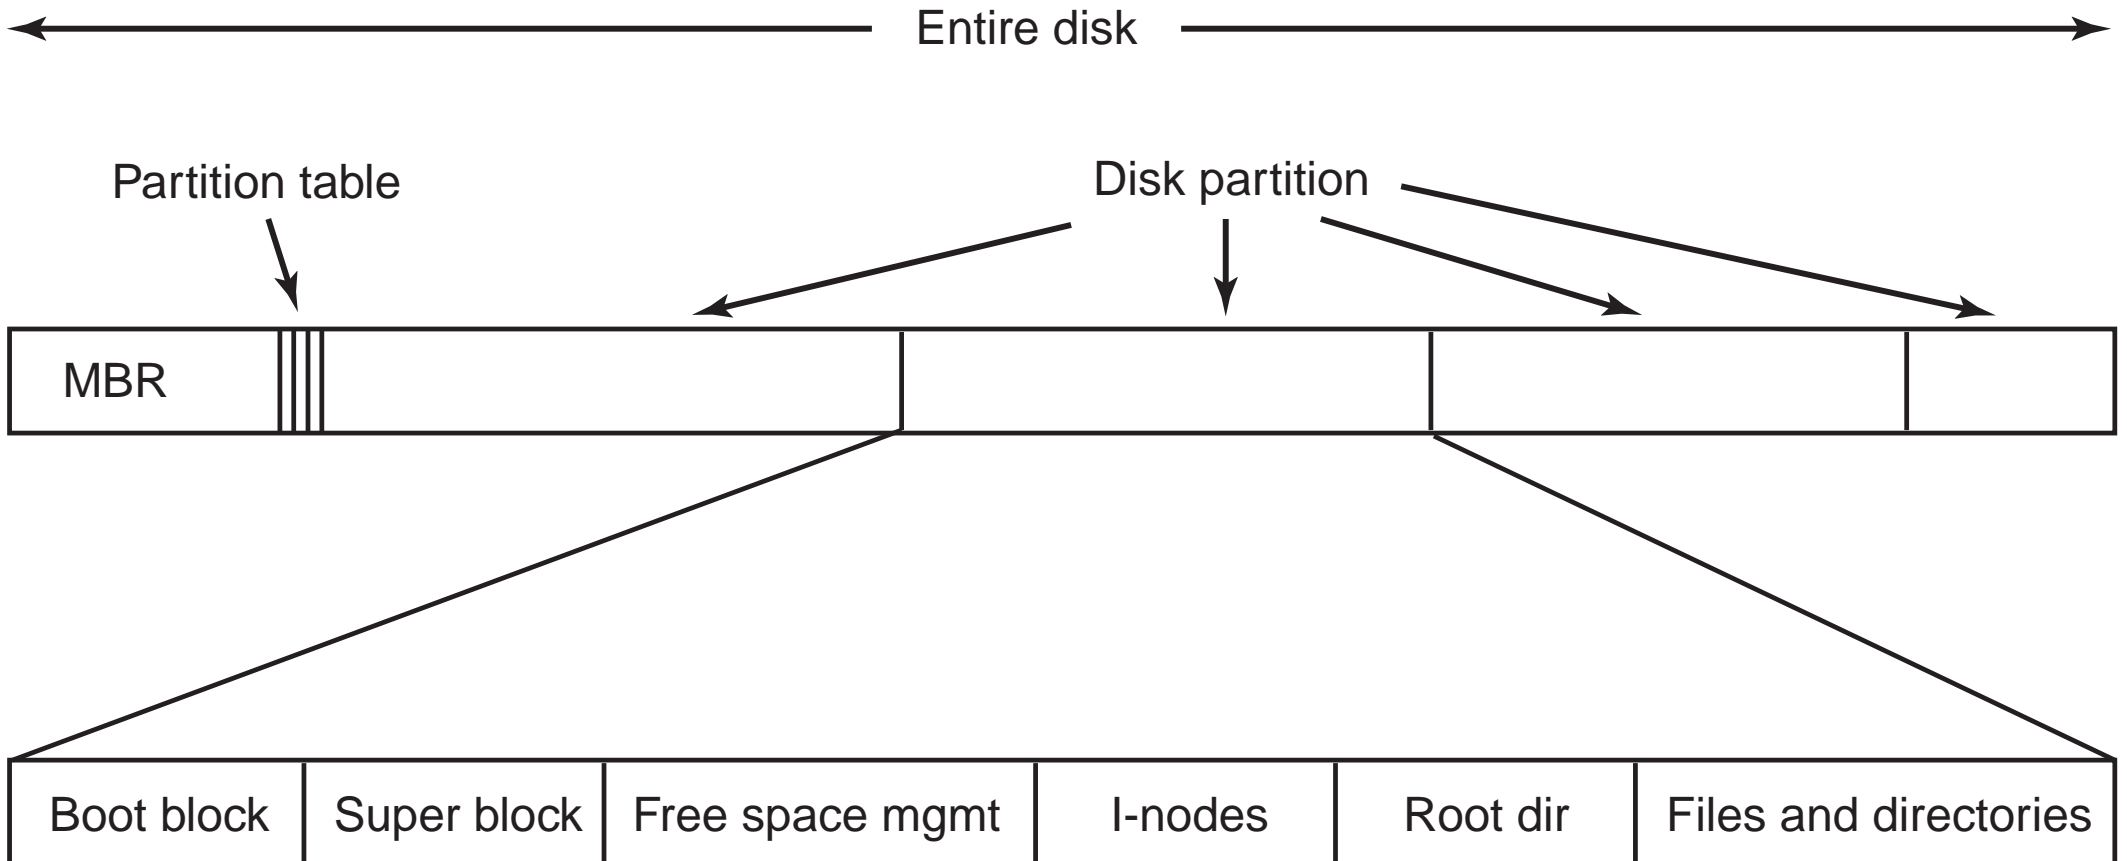 Entire disk
Partition table
Disk partition
MBR
Boot block
Super block
Free space mgmt
I-nodes
Root dir
Files and directories